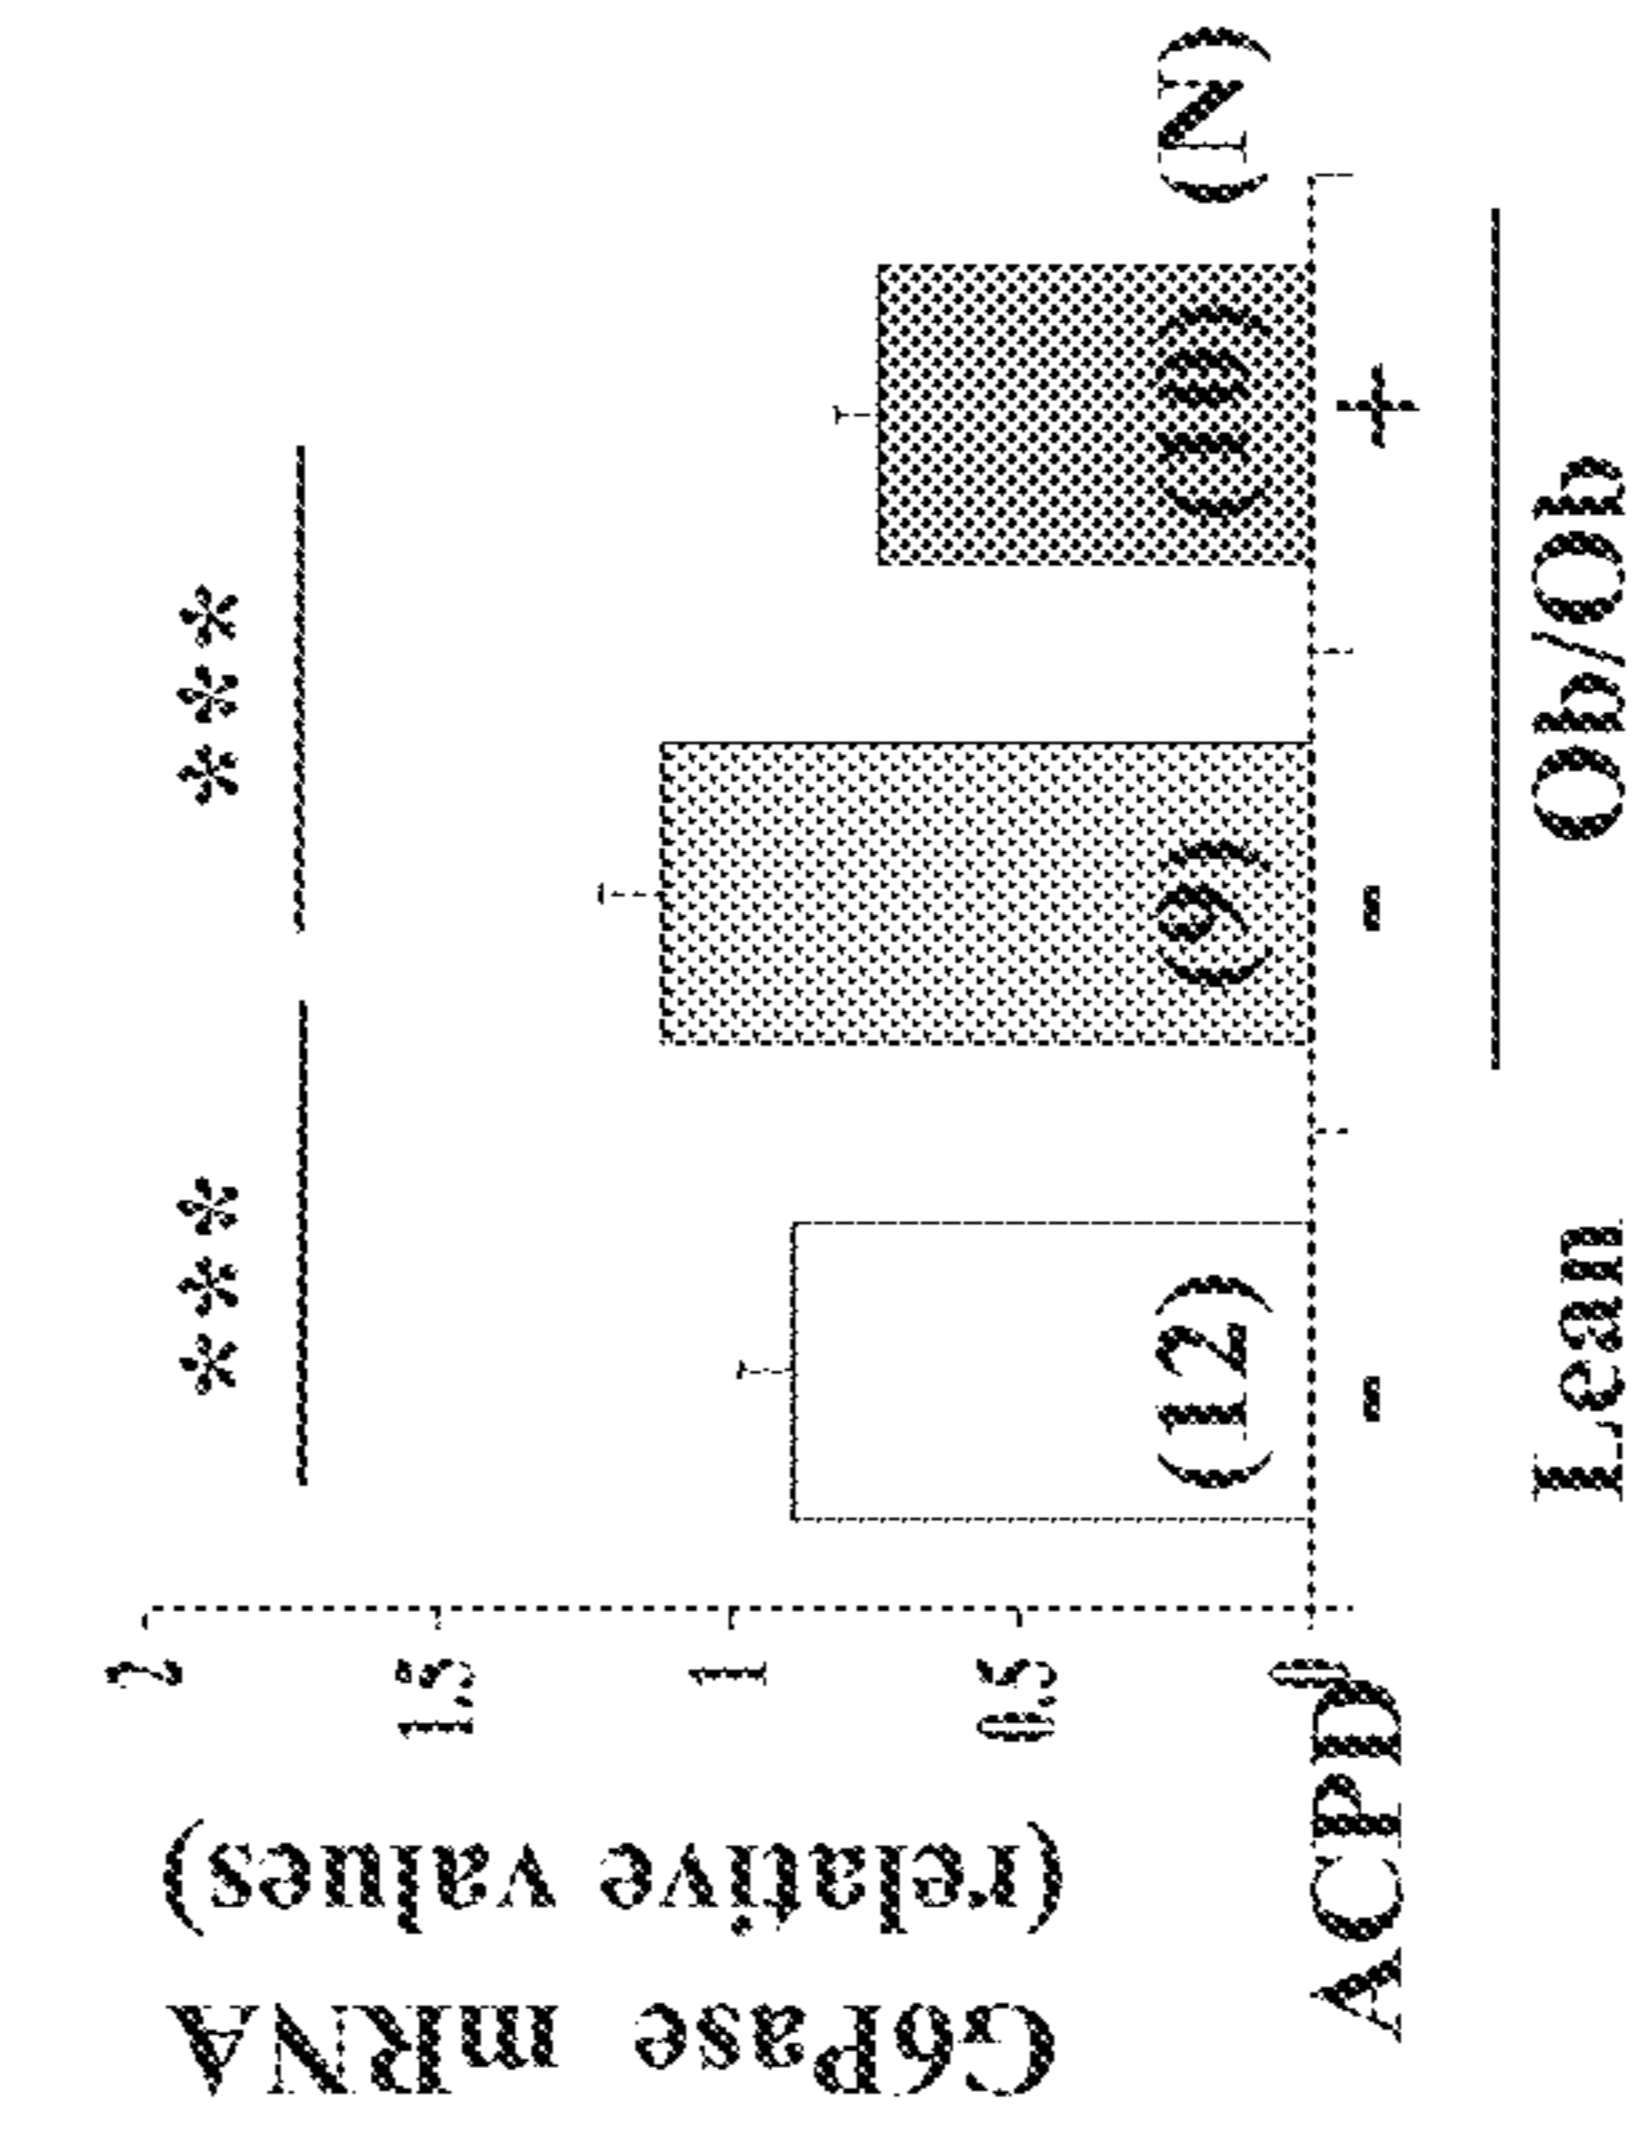 G6Pase mRNA
(relative values)
2
1.5
1
0.5
0
*** ***
(12) (9) (10) (N)
ACPD - - +
Lean Ob/Ob